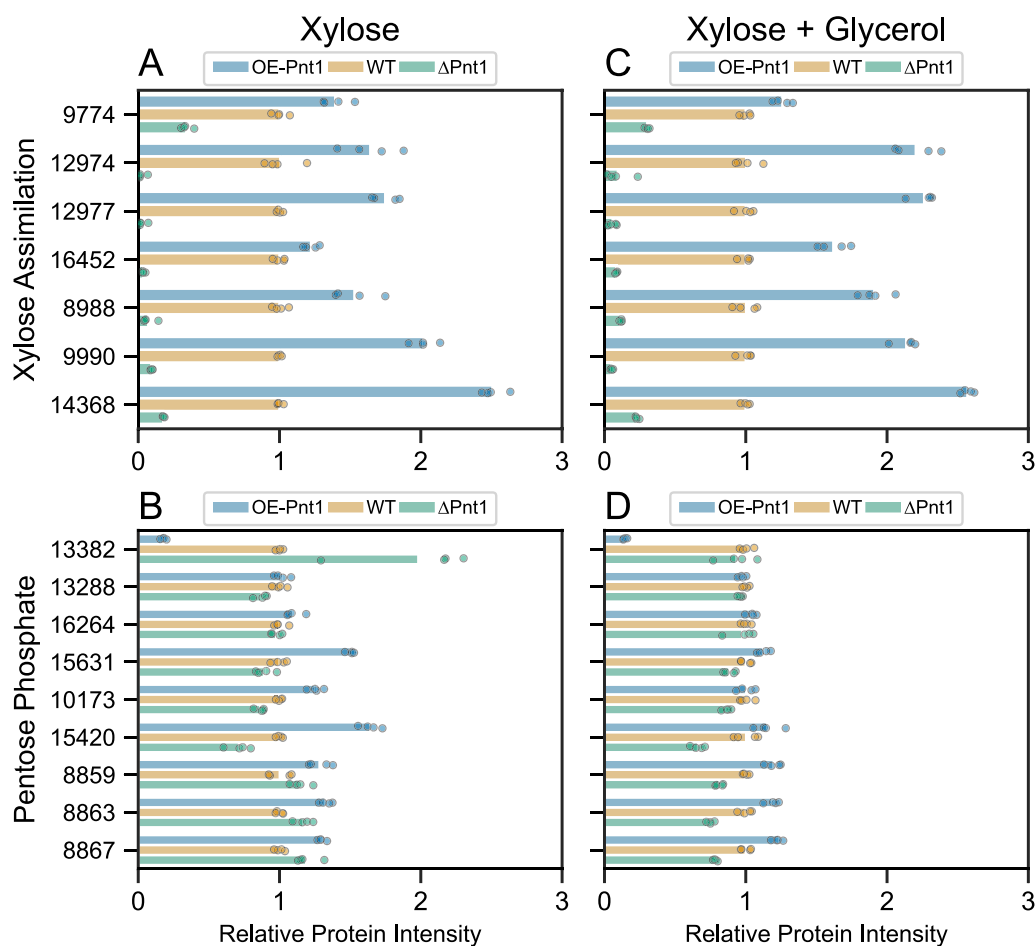 Xylose
Xylose + Glycerol
A
OE-Pnt1 WT ΔPnt1
C
OE-Pnt1 WT ΔPnt1
Xylose Assimilation
9774
12974
12977
16452
8988
9990
14368
0 1 2 3
0 1 2 3
B
OE-Pnt1 WT ΔPnt1
D
OE-Pnt1 WT ΔPnt1
Pentose Phosphate
13382
13288
16264
15631
10173
15420
8859
8863
8867
0 1 2 3
0 1 2 3
Relative Protein Intensity
Relative Protein Intensity